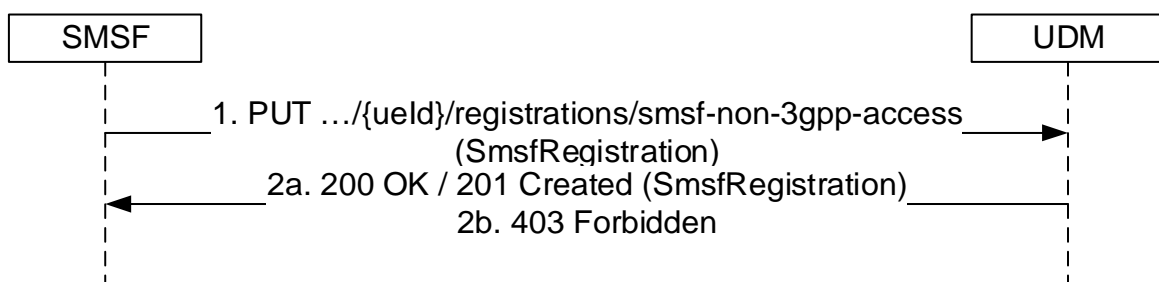 SMSF
UDM
1. PUT …/{ueId}/registrations/smsf-non-3gpp-access
(SmsfRegistration)
2a. 200 OK / 201 Created (SmsfRegistration)
2b. 403 Forbidden